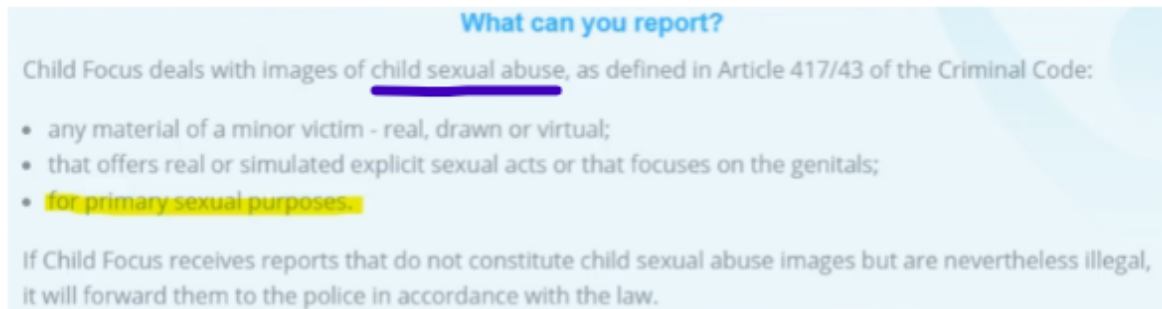 What can you report?
Child Focus deals with images of child sexual abuse, as defined in Article 417/43 of the Criminal Code:
• any material of a minor victim - real, drawn or virtual;
• that offers real or simulated explicit sexual acts or that focuses on the genitals;
• for primary sexual purposes.
If Child Focus receives reports that do not constitute child sexual abuse images but are nevertheless illegal,
it will forward them to the police in accordance with the law.